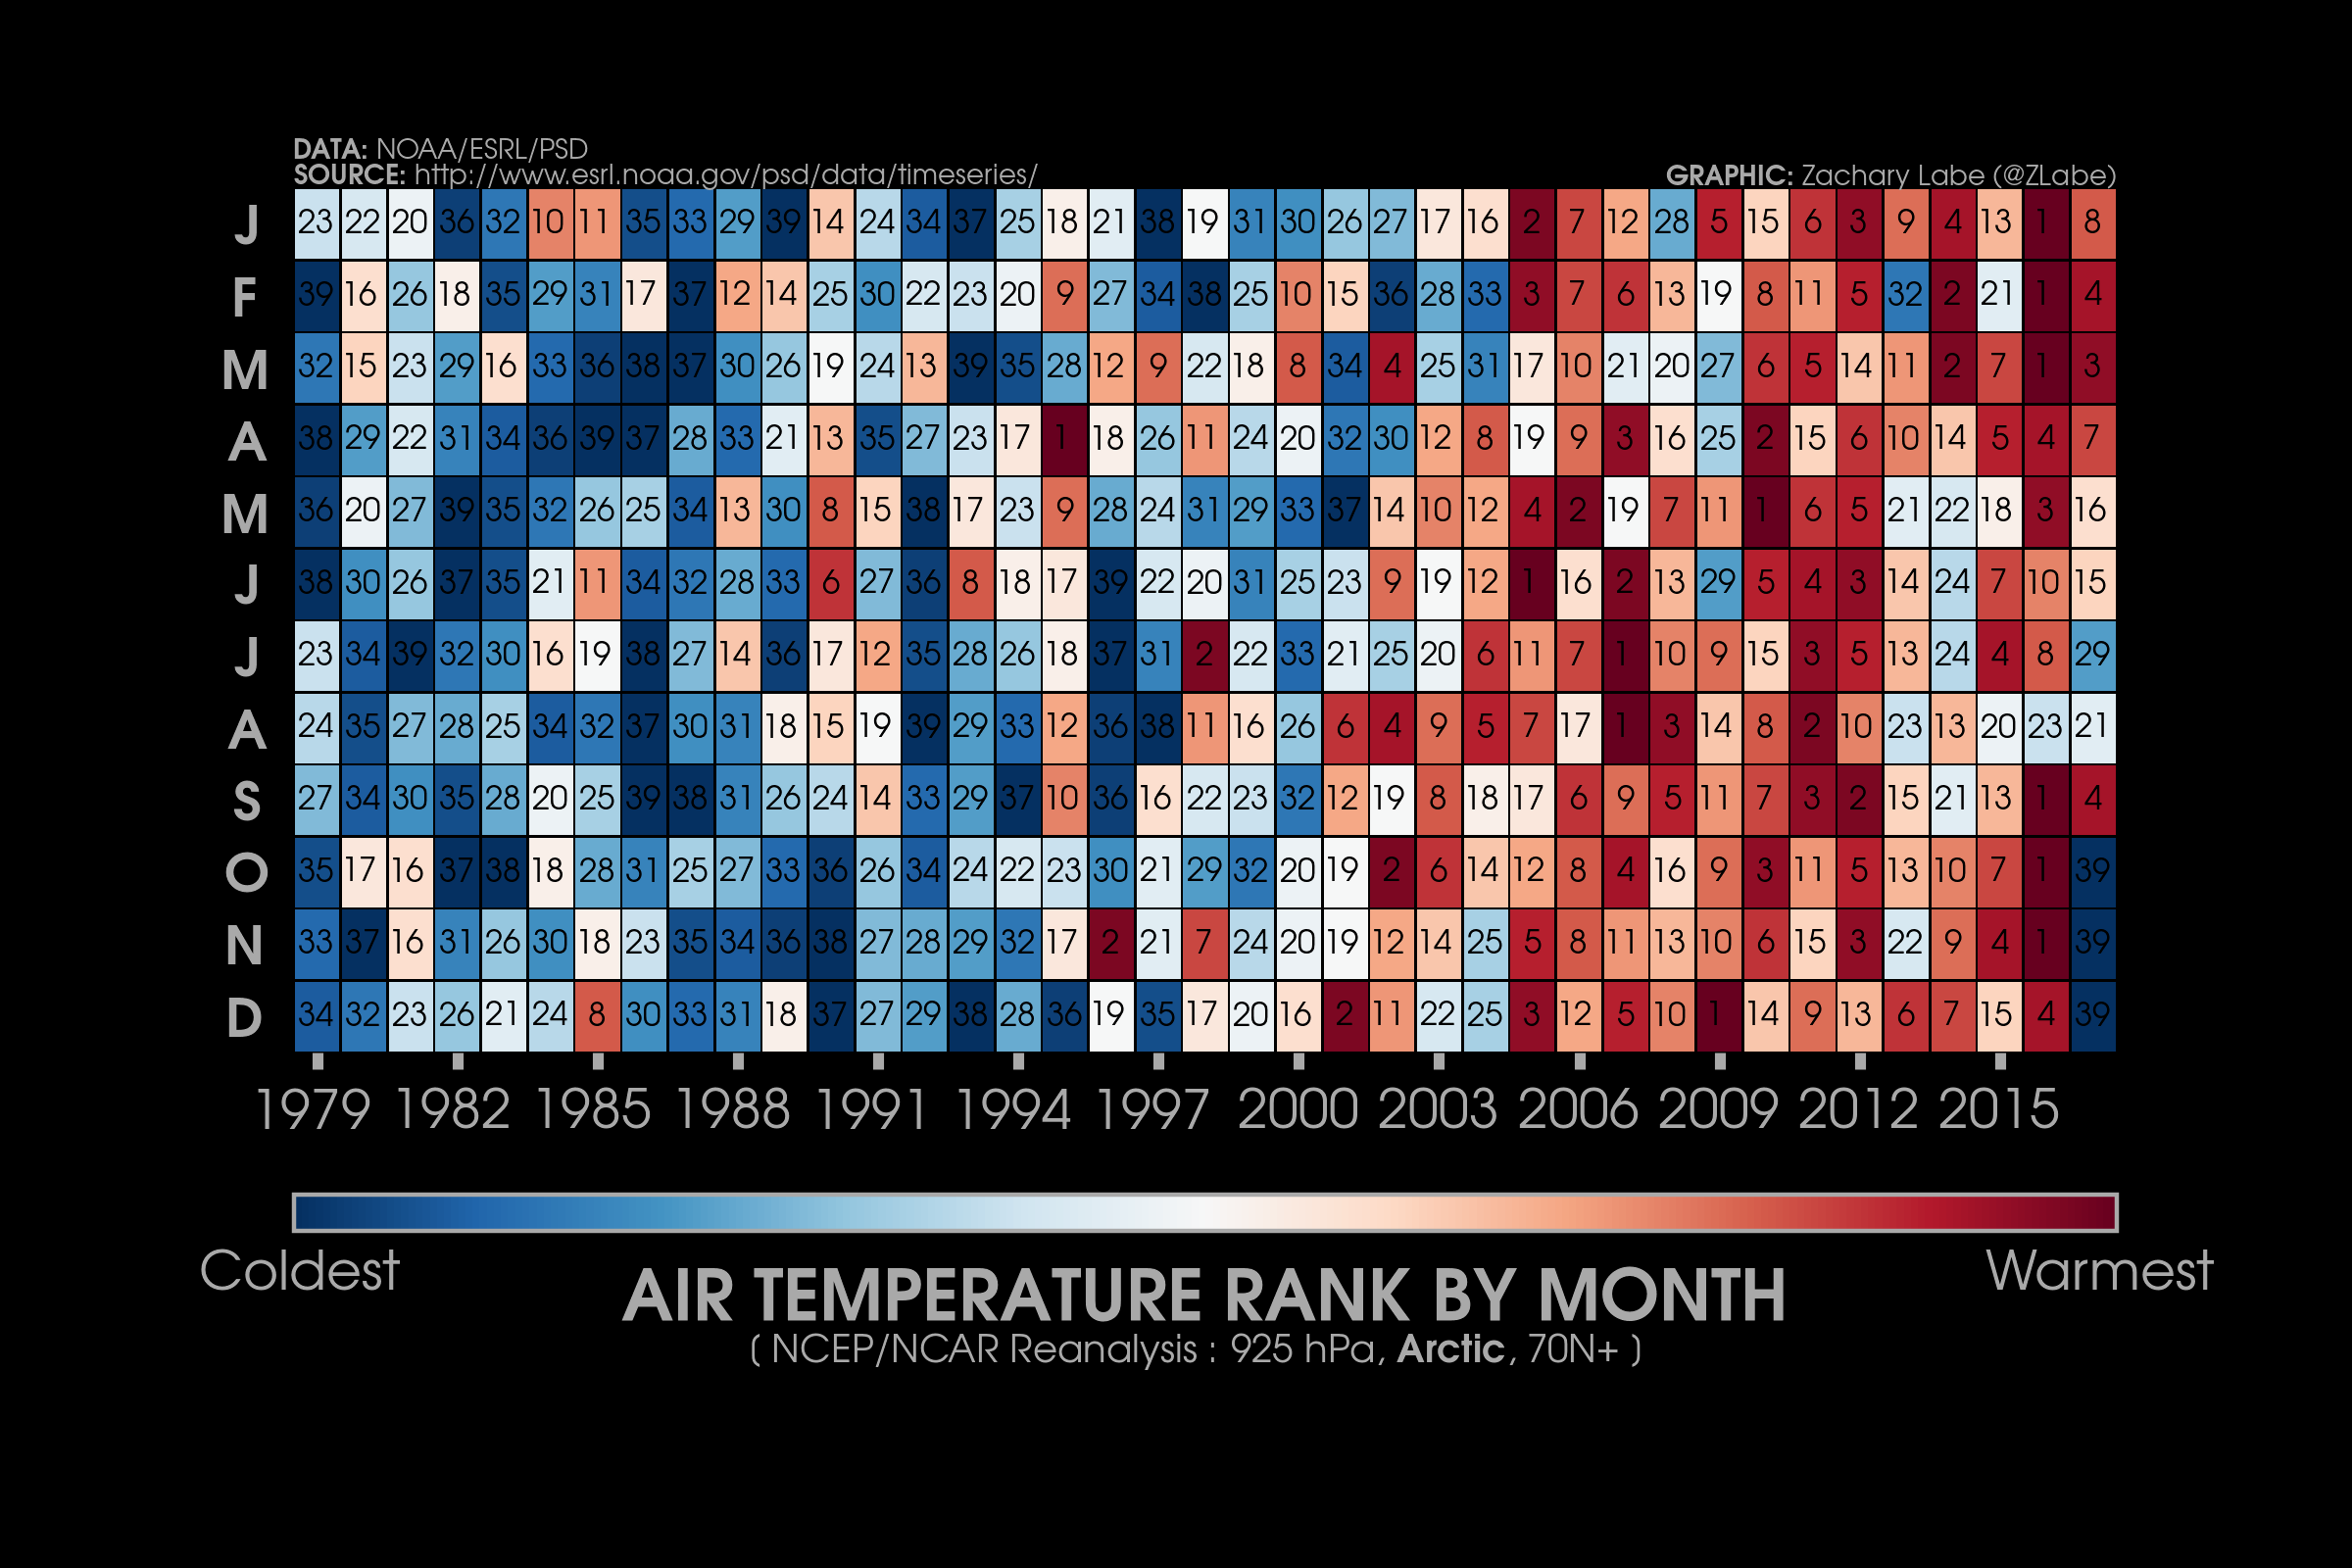 DATA: NOAA/ESRL/PSD
SOURCE: http://www.esrl.noaa.gov/psd/data/timeseries/
GRAPHIC: Zachary Labe (@ZLabe)
J 23 22 20 36 32 10 11 35 33 29 39 14 24 34 37 25 18 21 38 19 31 30 26 27 17 16 2 7 12 28 5 15 6 3 9 4 13 1 8
F 39 16 26 18 35 29 31 17 37 12 14 25 30 22 23 20 9 27 34 38 25 10 15 36 28 33 3 7 6 13 19 8 11 5 32 2 21 1 4
M 32 15 23 29 16 33 36 38 37 30 26 19 24 13 39 35 28 12 9 22 18 8 34 4 25 31 17 10 21 20 27 6 5 14 11 2 7 1 3
A 38 29 22 31 34 36 39 37 28 33 21 13 35 27 23 17 1 18 26 11 24 20 32 30 12 8 19 9 3 16 25 2 15 6 10 14 5 4 7
M 36 20 27 39 35 32 26 25 34 13 30 8 15 38 17 23 9 28 24 31 29 33 37 14 10 12 4 2 19 7 11 1 6 5 21 22 18 3 16
J 38 30 26 37 35 21 11 34 32 28 33 6 27 36 8 18 17 39 22 20 31 25 23 9 19 12 1 16 2 13 29 5 4 3 14 24 7 10 15
J 23 34 39 32 30 16 19 38 27 14 36 17 12 35 28 26 18 37 31 2 22 33 21 25 20 6 11 7 1 10 9 15 3 5 13 24 4 8 29
A 24 35 27 28 25 34 32 37 30 31 18 15 19 39 29 33 12 36 38 11 16 26 6 4 9 5 7 17 1 3 14 8 2 10 23 13 20 23 21
S 27 34 30 35 28 20 25 39 38 31 26 24 14 33 29 37 10 36 16 22 23 32 12 19 8 18 17 6 9 5 11 7 3 2 15 21 13 1 4
O 35 17 16 37 38 18 28 31 25 27 33 36 26 34 24 22 23 30 21 29 32 20 19 2 6 14 12 8 4 16 9 3 11 5 13 10 7 1 39
N 33 37 16 31 26 30 18 23 35 34 36 38 27 28 29 32 17 2 21 7 24 20 19 12 14 25 5 8 11 13 10 6 15 3 22 9 4 1 39
D 34 32 23 26 21 24 8 30 33 31 18 37 27 29 38 28 36 19 35 17 20 16 2 11 22 25 3 12 5 10 1 14 9 13 6 7 15 4 39
1979 1982 1985 1988 1991 1994 1997 2000 2003 2006 2009 2012 2015
Coldest Warmest
AIR TEMPERATURE RANK BY MONTH
( NCEP/NCAR Reanalysis : 925 hPa, Arctic, 70N+ )